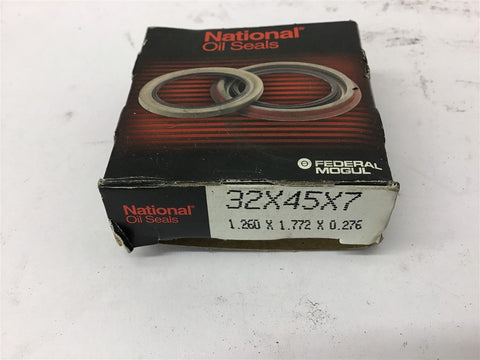 National®
Oil Seals
FEDERAL
MOGUL
National®
Oil Seals
32X45X7
1.260 X 1.772 X 0.276